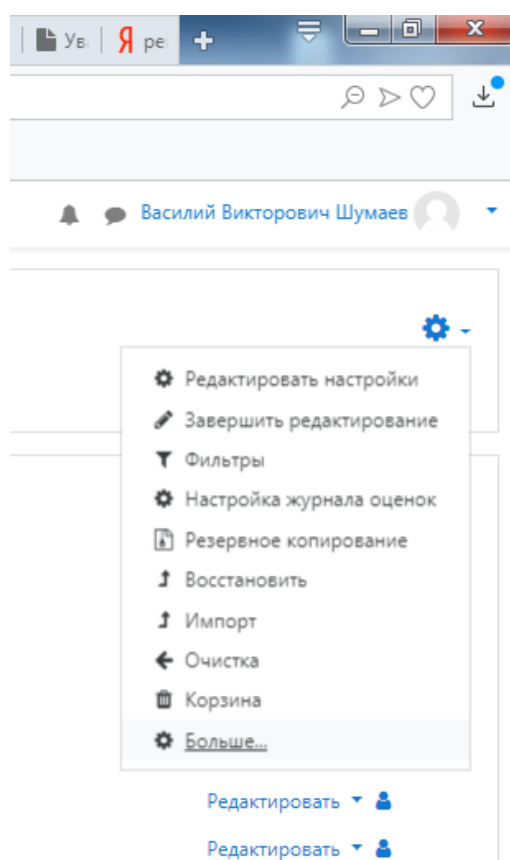 Ув
Я ре
Василий Викторович Шумаев
Редактировать настройки
Завершить редактирование
Фильтры
Настройка журнала оценок
Резервное копирование
Восстановить
Импорт
Очистка
Корзина
Больше...
Редактировать
Редактировать